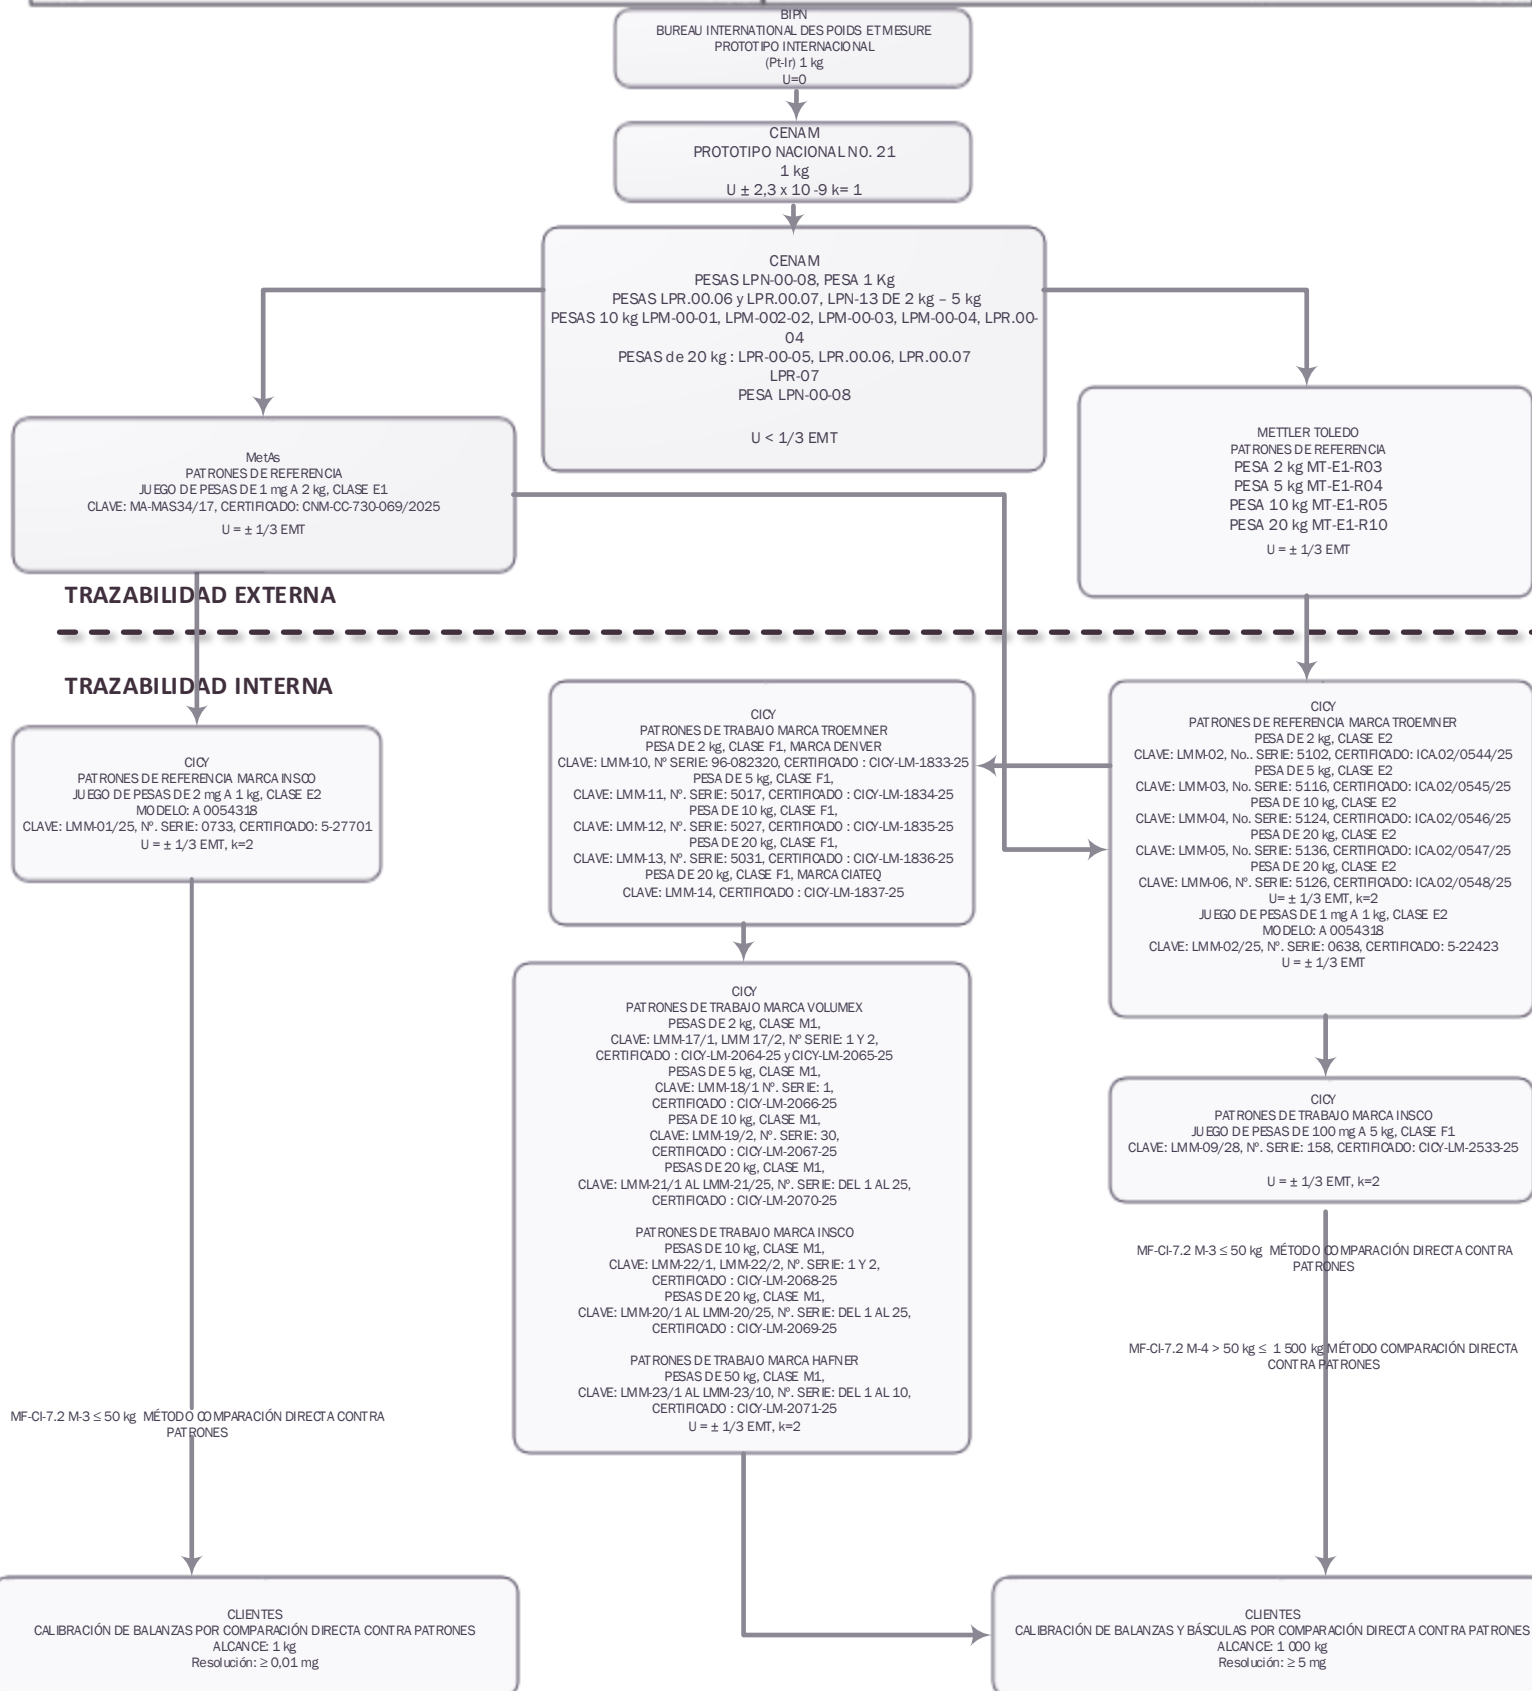 BIPN
BUREAU INTERNATIONAL DES POIDS ET MESURE
PROTOTIPO INTERNACIONAL
(Pt-Ir) 1 kg
U=0
CENAM
PROTOTIPO NACIONAL NO. 21
1 kg
U ± 2,3 x 10 -9 k= 1
CENAM
PESAS LPN-00-08, PESA 1 Kg
PESAS LPR.00.06 y LPR.00.07, LPN-13 DE 2 kg – 5 kg
PESAS 10 kg LPM-00-01, LPM-002-02, LPM-00-03, LPM-00-04, LPR.00-
04
PESAS de 20 kg : LPR-00-05, LPR.00.06, LPR.00.07
LPR-07
PESA LPN-00-08
U < 1/3 EMT
MetAs
PATRONES DE REFERENCIA
JUEGO DE PESAS DE 1 mg A 2 kg, CLASE E1
CLAVE: MA-MAS34/17, CERTIFICADO: CNM-CC-730-069/2025
U = ± 1/3 EMT
METTLER TOLEDO
PATRONES DE REFERENCIA
PESA 2 kg MT-E1-R03
PESA 5 kg MT-E1-R04
PESA 10 kg MT-E1-R05
PESA 20 kg MT-E1-R10
U = ± 1/3 EMT
TRAZABILIDAD EXTERNA
TRAZABILIDAD INTERNA
CICY
PATRONES DE REFERENCIA MARCA INSCO
JUEGO DE PESAS DE 2 mg A 1 kg, CLASE E2
MODELO: A 0054318
CLAVE: LMM-01/25, Nº. SERIE: 0733, CERTIFICADO: 5-27701
U = ± 1/3 EMT, k=2
CICY
PATRONES DE TRABAJO MARCA TROEMNER
PESA DE 2 kg, CLASE F1, MARCA DENVER
CLAVE: LMM-10, Nº SERIE: 96-082320, CERTIFICADO : CICY-LM-1833-25
PESA DE 5 kg, CLASE F1,
CLAVE: LMM-11, Nº. SERIE: 5017, CERTIFICADO : CICY-LM-1834-25
PESA DE 10 kg, CLASE F1,
CLAVE: LMM-12, Nº. SERIE: 5027, CERTIFICADO : CICY-LM-1835-25
PESA DE 20 kg, CLASE F1,
CLAVE: LMM-13, Nº. SERIE: 5031, CERTIFICADO : CICY-LM-1836-25
PESA DE 20 kg, CLASE F1, MARCA CIATEQ
CLAVE: LMM-14, CERTIFICADO : CICY-LM-1837-25
CICY
PATRONES DE REFERENCIA MARCA TROEMNER
PESA DE 2 kg, CLASE E2
CLAVE: LMM-02, No.. SERIE: 5102, CERTIFICADO: ICA.02/0544/25
PESA DE 5 kg, CLASE E2
CLAVE: LMM-03, No. SERIE: 5116, CERTIFICADO: ICA.02/0545/25
PESA DE 10 kg, CLASE E2
CLAVE: LMM-04, No. SERIE: 5124, CERTIFICADO: ICA.02/0546/25
PESA DE 20 kg, CLASE E2
CLAVE: LMM-05, No. SERIE: 5136, CERTIFICADO: ICA.02/0547/25
PESA DE 20 kg, CLASE E2
CLAVE: LMM-06, Nº. SERIE: 5126, CERTIFICADO: ICA.02/0548/25
U= ± 1/3 EMT, k=2
JUEGO DE PESAS DE 1 mg A 1 kg, CLASE E2
MODELO: A 0054318
CLAVE: LMM-02/25, Nº. SERIE: 0638, CERTIFICADO: 5-22423
U = ± 1/3 EMT
CICY
PATRONES DE TRABAJO MARCA VOLUMEX
PESAS DE 2 kg, CLASE M1,
CLAVE: LMM-17/1, LMM 17/2, Nº SERIE: 1 Y 2,
CERTIFICADO : CICY-LM-2064-25 y CICY-LM-2065-25
PESAS DE 5 kg, CLASE M1,
CLAVE: LMM-18/1 Nº. SERIE: 1,
CERTIFICADO : CICY-LM-2066-25
PESA DE 10 kg, CLASE M1,
CLAVE: LMM-19/2, Nº. SERIE: 30,
CERTIFICADO : CICY-LM-2067-25
PESAS DE 20 kg, CLASE M1,
CLAVE: LMM-21/1 AL LMM-21/25, Nº. SERIE: DEL 1 AL 25,
CERTIFICADO : CICY-LM-2070-25
PATRONES DE TRABAJO MARCA INSCO
PESAS DE 10 kg, CLASE M1,
CLAVE: LMM-22/1, LMM-22/2, Nº. SERIE: 1 Y 2,
CERTIFICADO : CICY-LM-2068-25
PESAS DE 20 kg, CLASE M1,
CLAVE: LMM-20/1 AL LMM-20/25, Nº. SERIE: DEL 1 AL 25,
CERTIFICADO : CICY-LM-2069-25
PATRONES DE TRABAJO MARCA HAFNER
PESAS DE 50 kg, CLASE M1,
CLAVE: LMM-23/1 AL LMM-23/10, Nº. SERIE: DEL 1 AL 10,
CERTIFICADO : CICY-LM-2071-25
U = ± 1/3 EMT, k=2
CICY
PATRONES DE TRABAJO MARCA INSCO
JUEGO DE PESAS DE 100 mg A 5 kg, CLASE F1
CLAVE: LMM-09/28, Nº. SERIE: 158, CERTIFICADO: CICY-LM-2533-25
U = ± 1/3 EMT, k=2
MF-CI-7.2 M-3 ≤ 50 kg MÉTODO COMPARACIÓN DIRECTA CONTRA
PATRONES
MF-CI-7.2 M-4 > 50 kg ≤ 1 500 kg MÉTODO COMPARACIÓN DIRECTA
CONTRA PATRONES
MF-CI-7.2 M-3 ≤ 50 kg MÉTODO COMPARACIÓN DIRECTA CONTRA
PATRONES
CLIENTES
CALIBRACIÓN DE BALANZAS POR COMPARACIÓN DIRECTA CONTRA PATRONES
ALCANCE: 1 kg
Resolución: ≥ 0,01 mg
CLIENTES
CALIBRACIÓN DE BALANZAS Y BÁSCULAS POR COMPARACIÓN DIRECTA CONTRA PATRONES
ALCANCE: 1 000 kg
Resolución: ≥ 5 mg